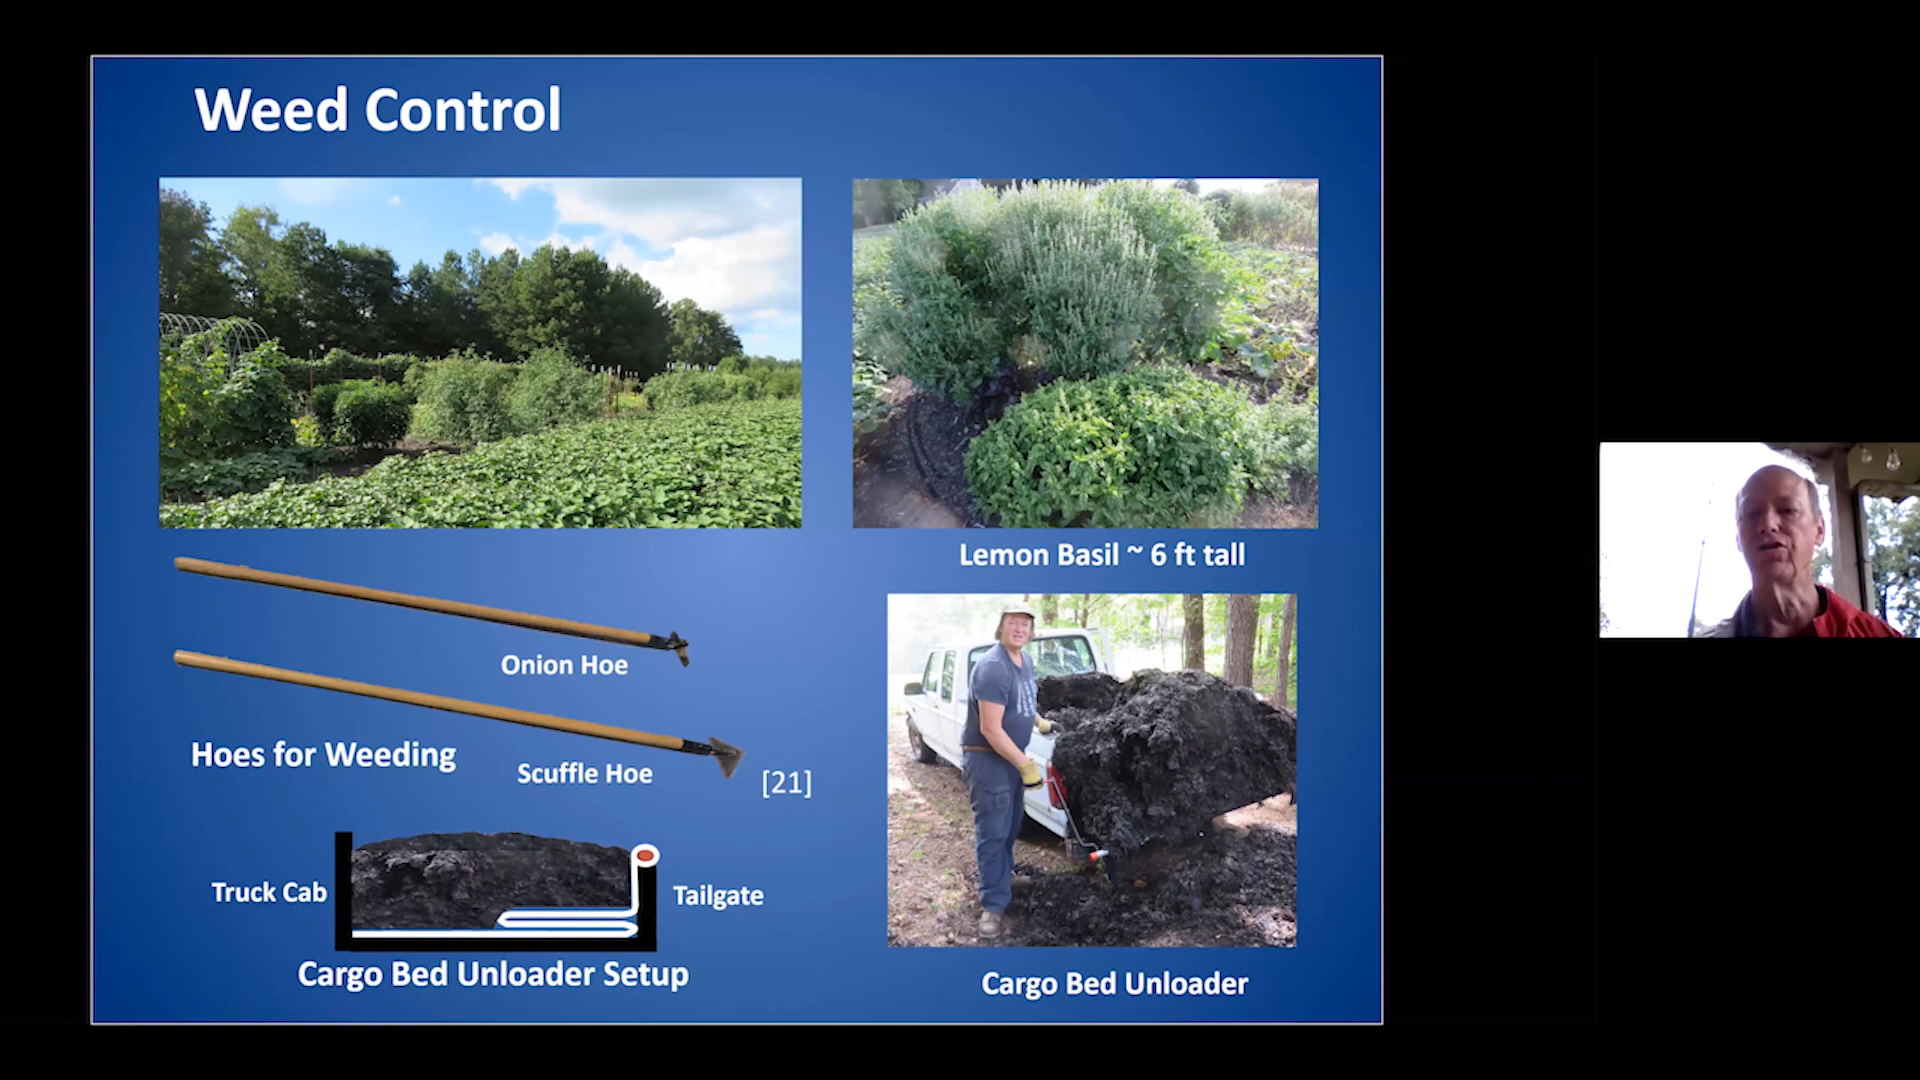 Weed Control
Lemon Basil ~ 6 ft tall
Onion Hoe
Hoes for Weeding
Scuffle Hoe
[21]
Truck Cab
Tailgate
Cargo Bed Unloader Setup
Cargo Bed Unloader